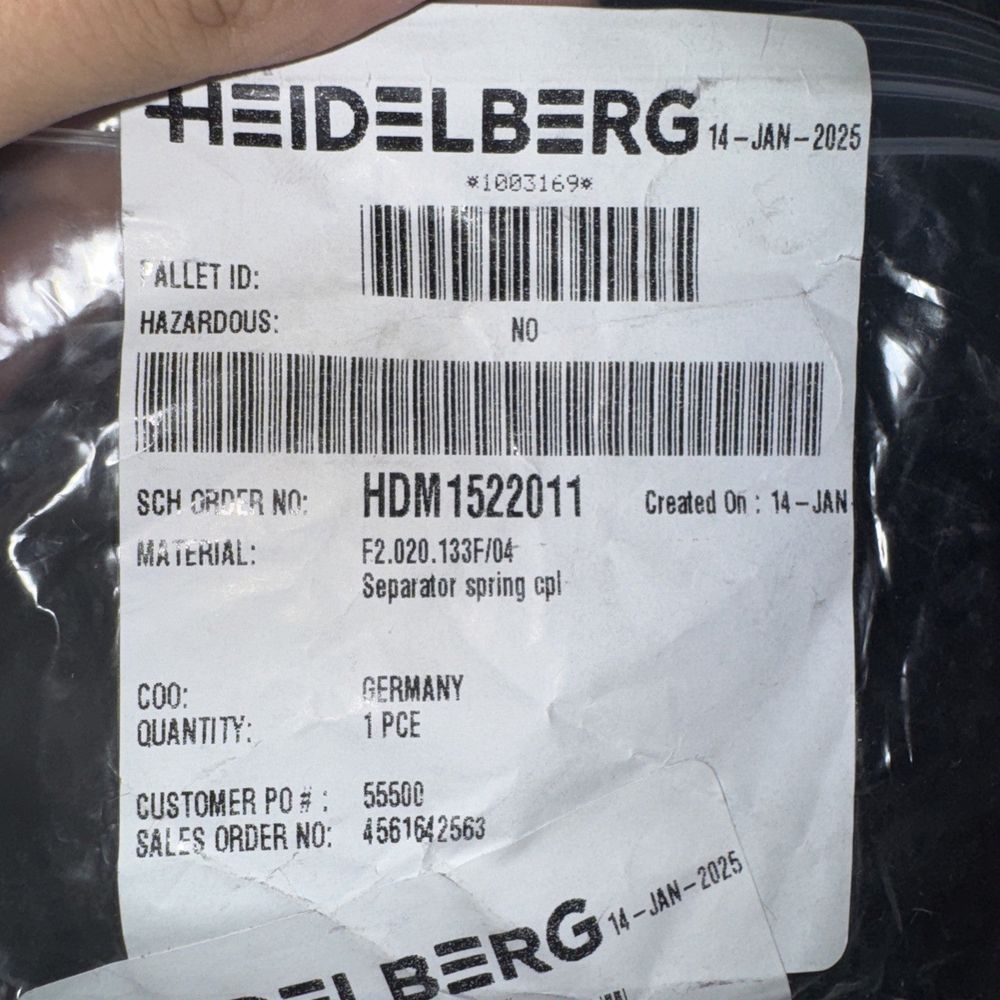 HEIDELBERG 14-JAN-2025
*1003169*
PALLET ID:
HAZARDOUS: NO
SCH ORDER NO: HDM1522011 Created On : 14-JAN-
MATERIAL: F2.020.133F/04
Separator spring cpl
COO: GERMANY
QUANTITY: 1 PCE
CUSTOMER PO # : 55500
SALES ORDER NO: 4561642563
HEIDELBERG 14-JAN-2025